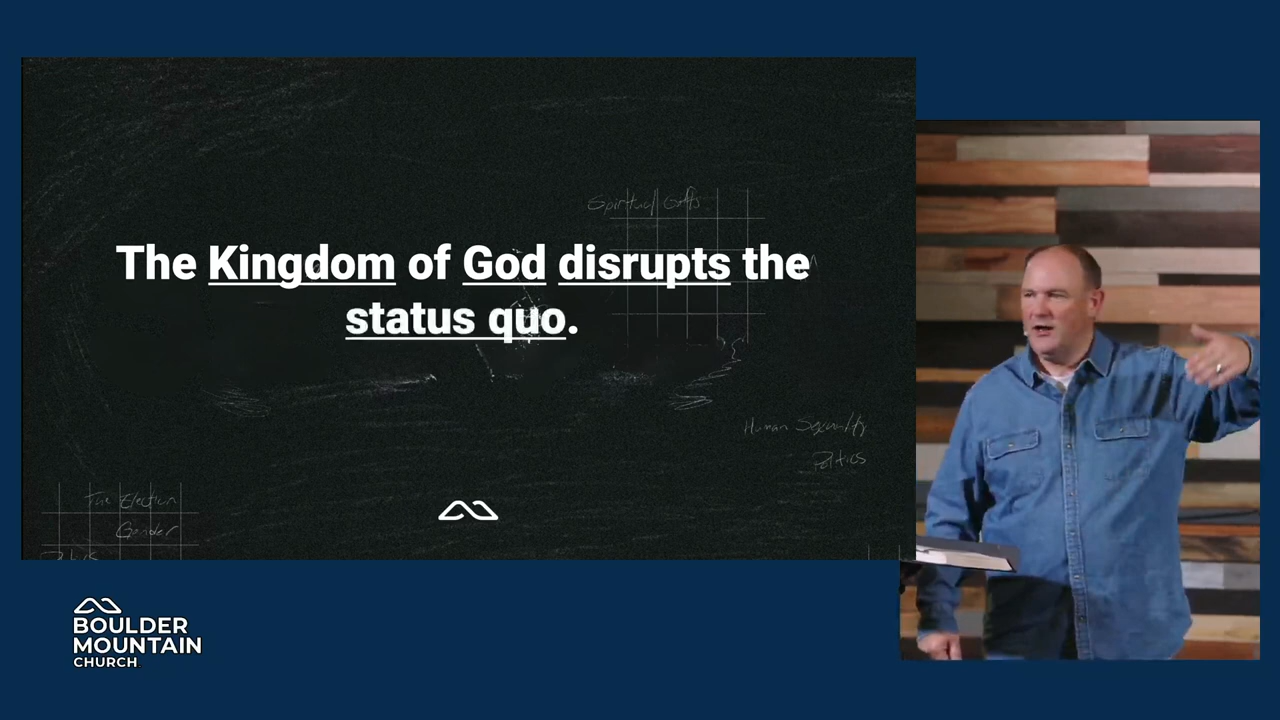 Spiritual Gifts
The Kingdom of God disrupts the
status quo.
Human Sexuality
Politics
The Election
Gender
BOULDER
MOUNTAIN
CHURCH